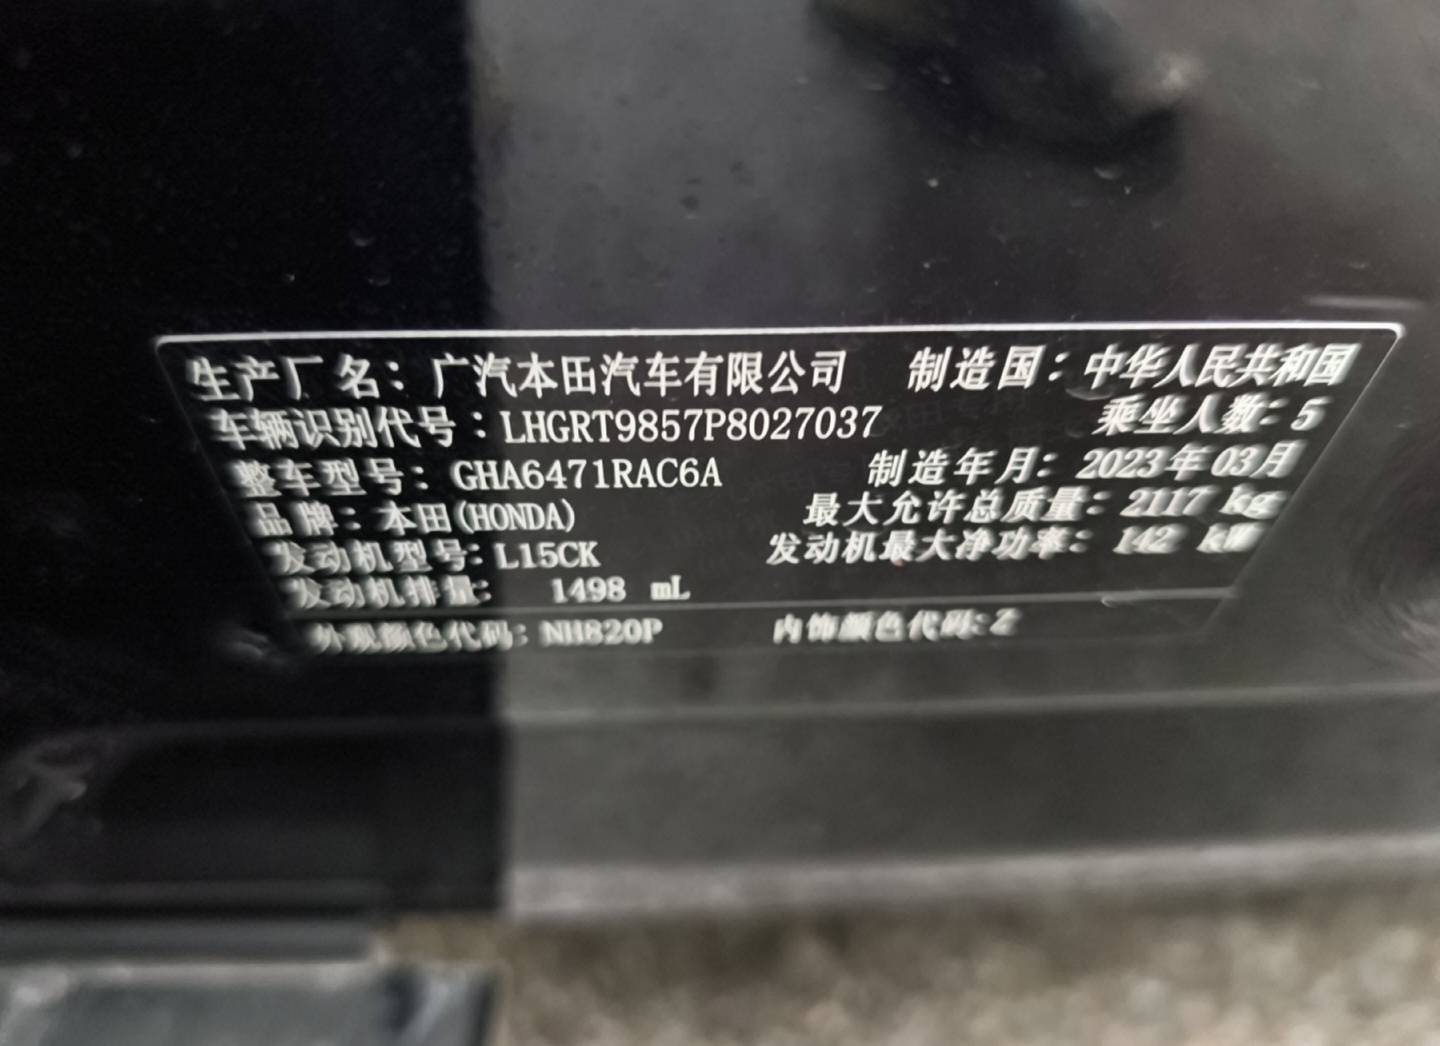 生产厂名：广汽本田汽车有限公司 制造国：中华人民共和国
车辆识别代号：LHGRT9857P8027037 乘坐人数：5
整车型号：GHA6471RAC6A 制造年月：2023年03月
品牌：本田(HONDA) 最大允许总质量：2117 kg
发动机型号：L15CK 发动机最大净功率：142 kW
发动机排量：1498 mL
外观颜色代码：NH820P 内饰颜色代码：Z